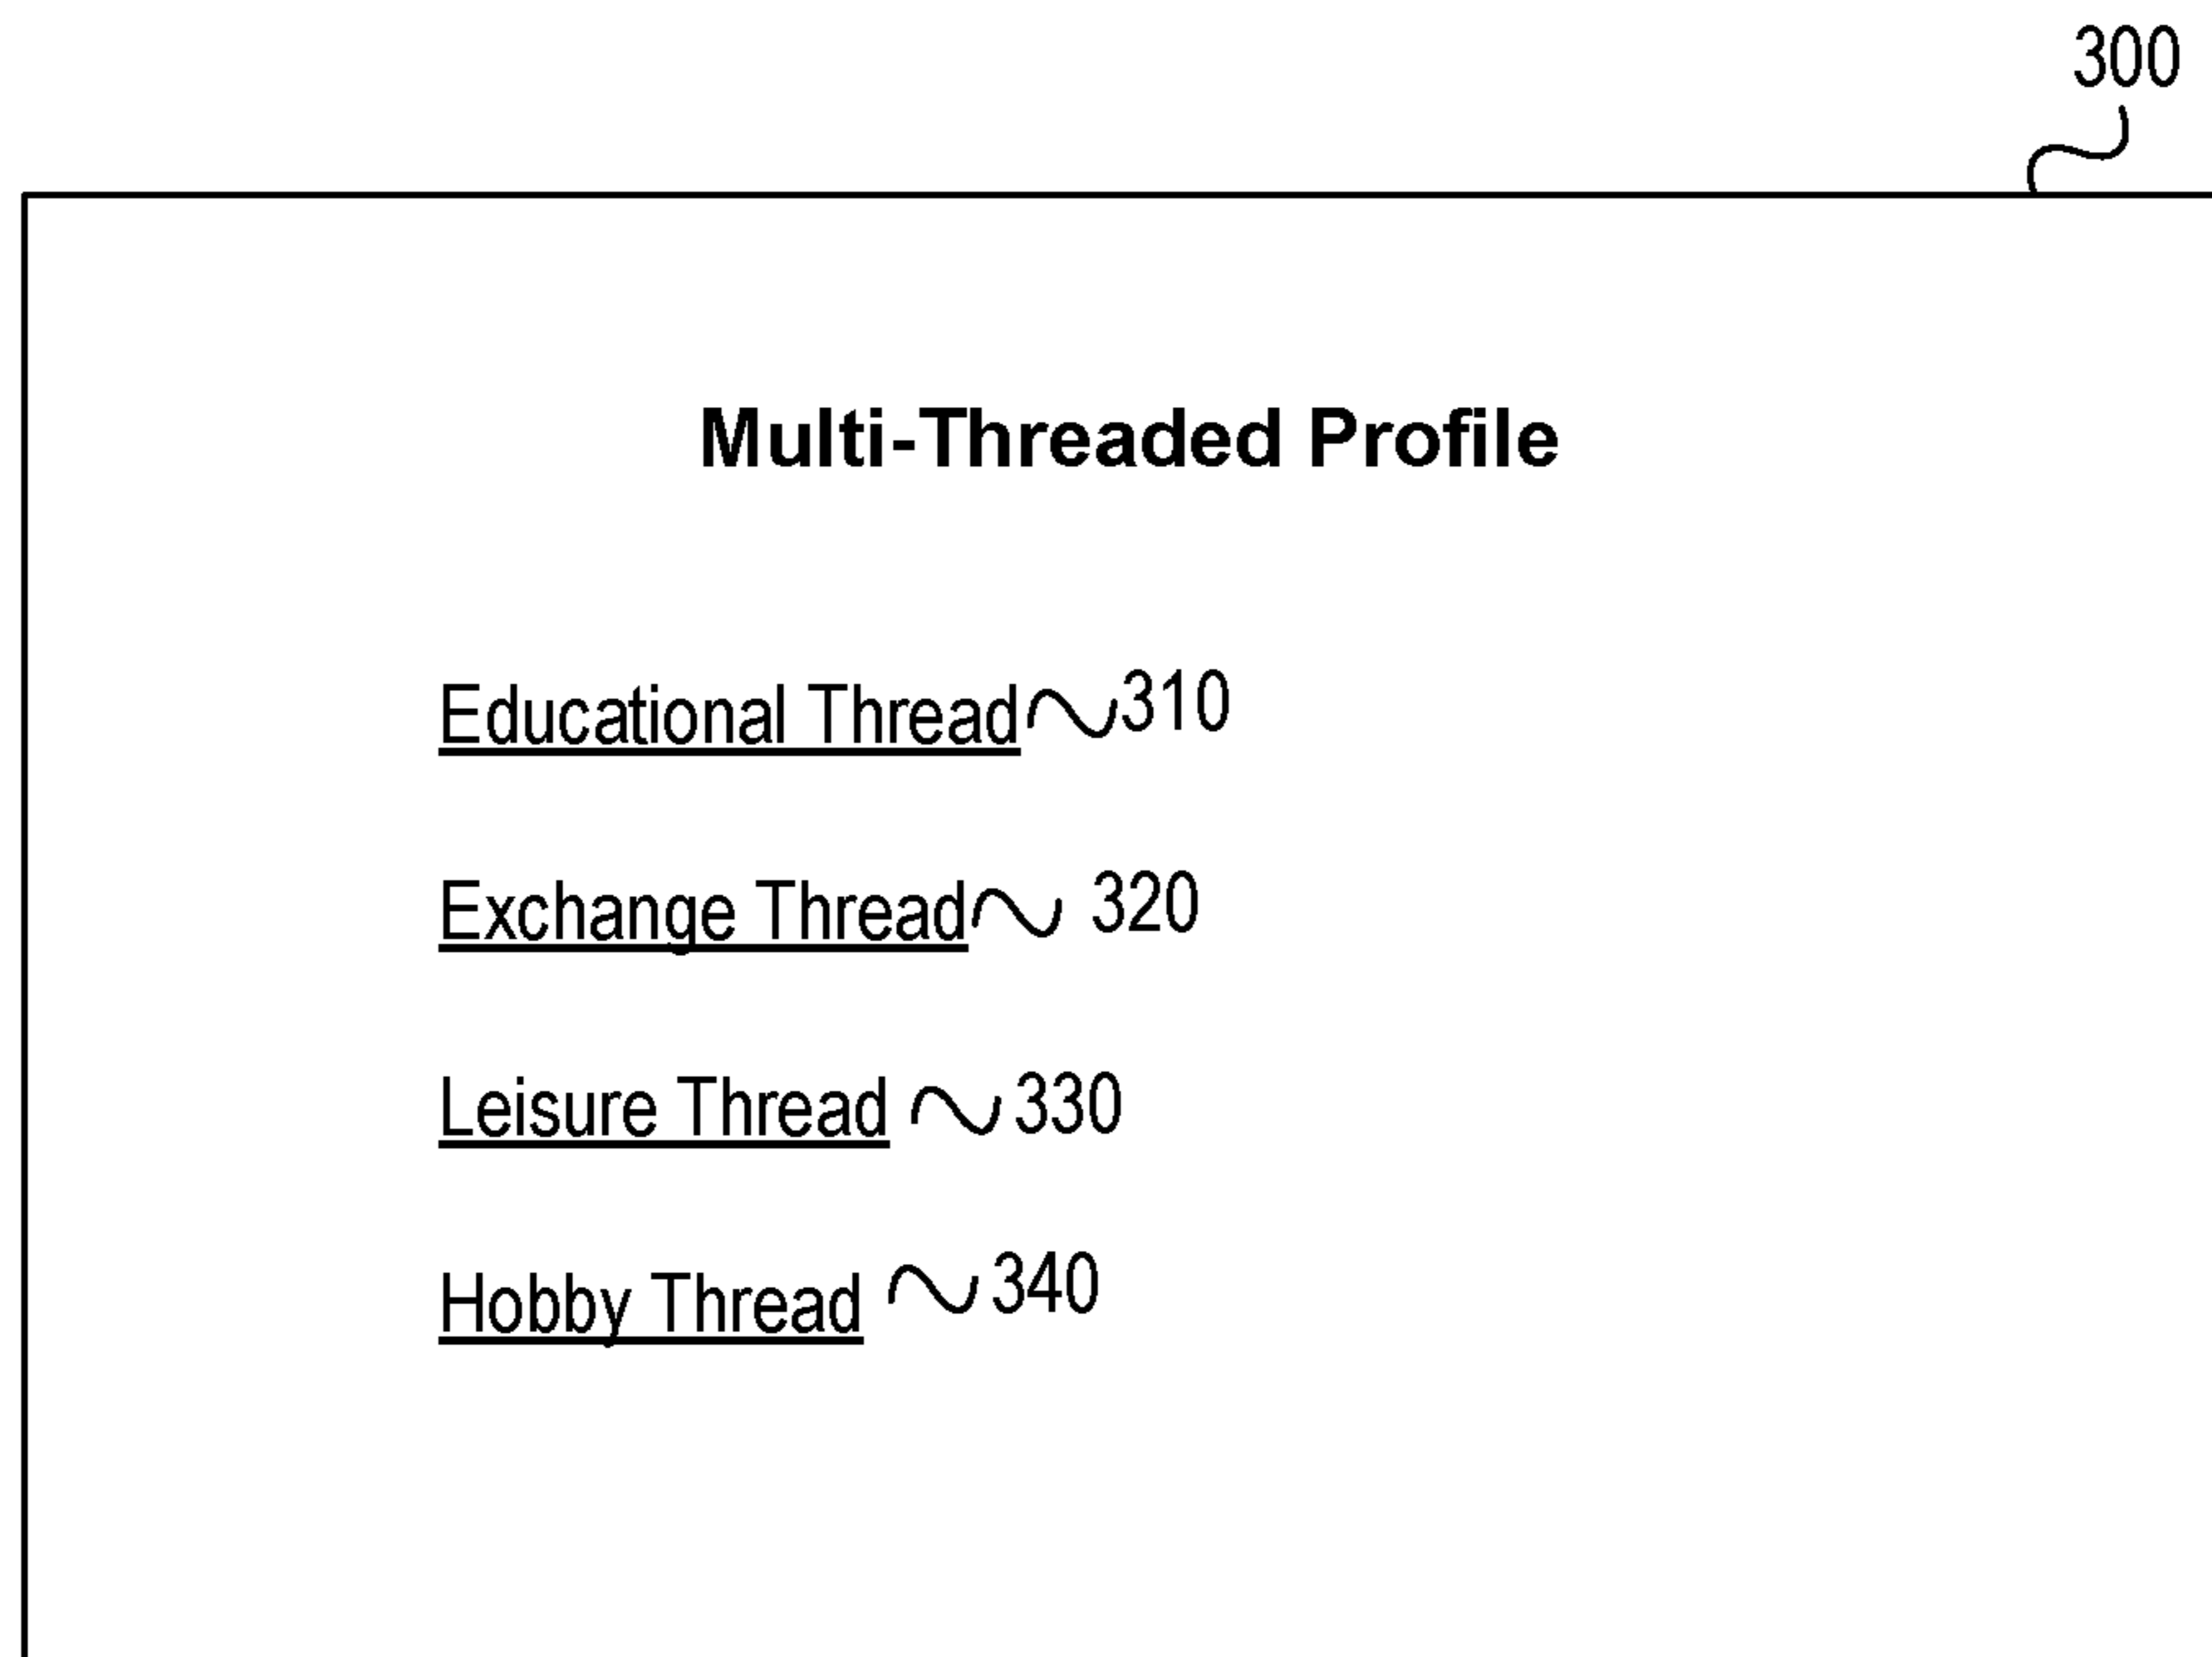 300
Multi-Threaded Profile
Educational Thread 310
Exchange Thread 320
Leisure Thread 330
Hobby Thread 340